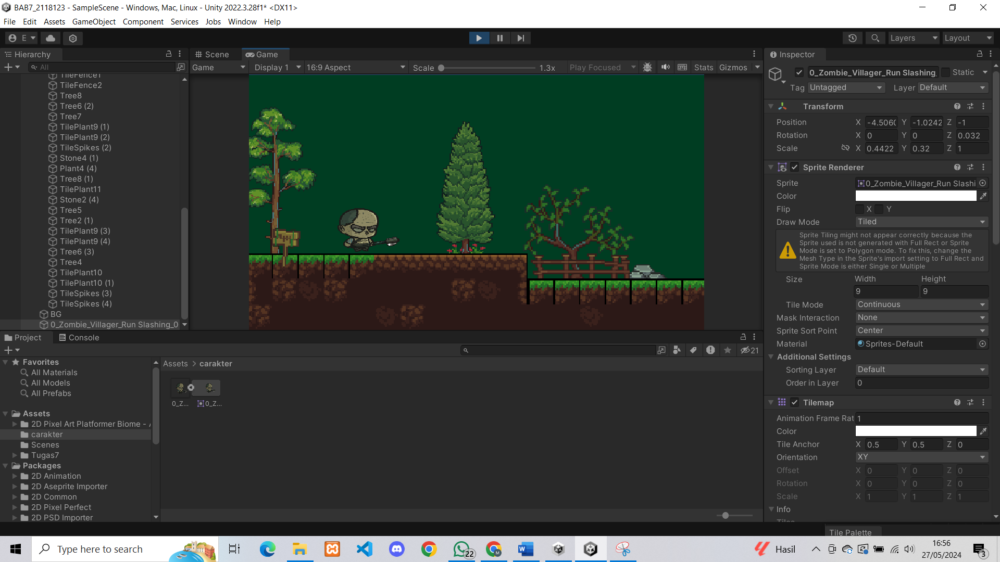 BAB7_2118123 - SampleScene - Windows, Mac, Linux - Unity 2022.3.28f1* <DX11>
File Edit Assets GameObject Component Services Jobs Window Help
E
Layers
Layout
Hierarchy
Scene
Game
Inspector
All
Game
Display 1
16:9 Aspect
Scale
1.3x
Play Focused
Stats
Gizmos
TileFence1
TileFence2
Tree8
Tree6 (2)
Tree7
TilePlant9 (1)
TilePlant9 (2)
TileSpikes (2)
Stone4 (1)
Plant4 (4)
Tree8 (1)
TilePlant11
Stone2 (4)
Tree5
Tree2 (1)
TilePlant9 (3)
TilePlant9 (4)
Tree6 (3)
Tree4
TilePlant10
TilePlant10 (1)
TileSpikes (3)
TileSpikes (4)
BG
0_Zombie_Villager_Run Slashing_0
0_Zombie_Villager_Run Slashing_
Static
Tag Untagged Layer Default
Transform
Position X -4.506 Y -1.0242 Z -1
Rotation X 0 Y 0 Z 0.032
Scale X 0.4422 Y 0.32 Z 1
Sprite Renderer
Sprite 0_Zombie_Villager_Run Slashi
Color
Flip X Y
Draw Mode Tiled
Sprite Tiling might not appear correctly because the
Sprite used is not generated with Full Rect or Sprite
Mode is set to Polygon mode. To fix this, change the
Mesh Type in the Sprite's import setting to Full Rect and
Sprite Mode is either Single or Multiple
Size Width Height
9 9
Tile Mode Continuous
Mask Interaction None
Sprite Sort Point Center
Material Sprites-Default
Additional Settings
Sorting Layer Default
Order in Layer 0
Tilemap
Animation Frame Rat 1
Color
Tile Anchor X 0.5 Y 0.5 Z 0
Orientation XY
Offset X 0 Y 0 Z 0
Rotation X 0 Y 0 Z 0
Scale X 1 Y 1 Z 1
Info
Tiles
Tile Palette
Project
Console
21
Favorites
All Materials
All Models
All Prefabs
Assets
2D Pixel Art Platformer Biome - A
carakter
Scenes
Tugas7
Packages
2D Animation
2D Aseprite Importer
2D Common
2D Pixel Perfect
2D PSD Importer
Assets > carakter
0_Z...
0_Z...
Type here to search
22
Hasil
16:56
27/05/2024
3